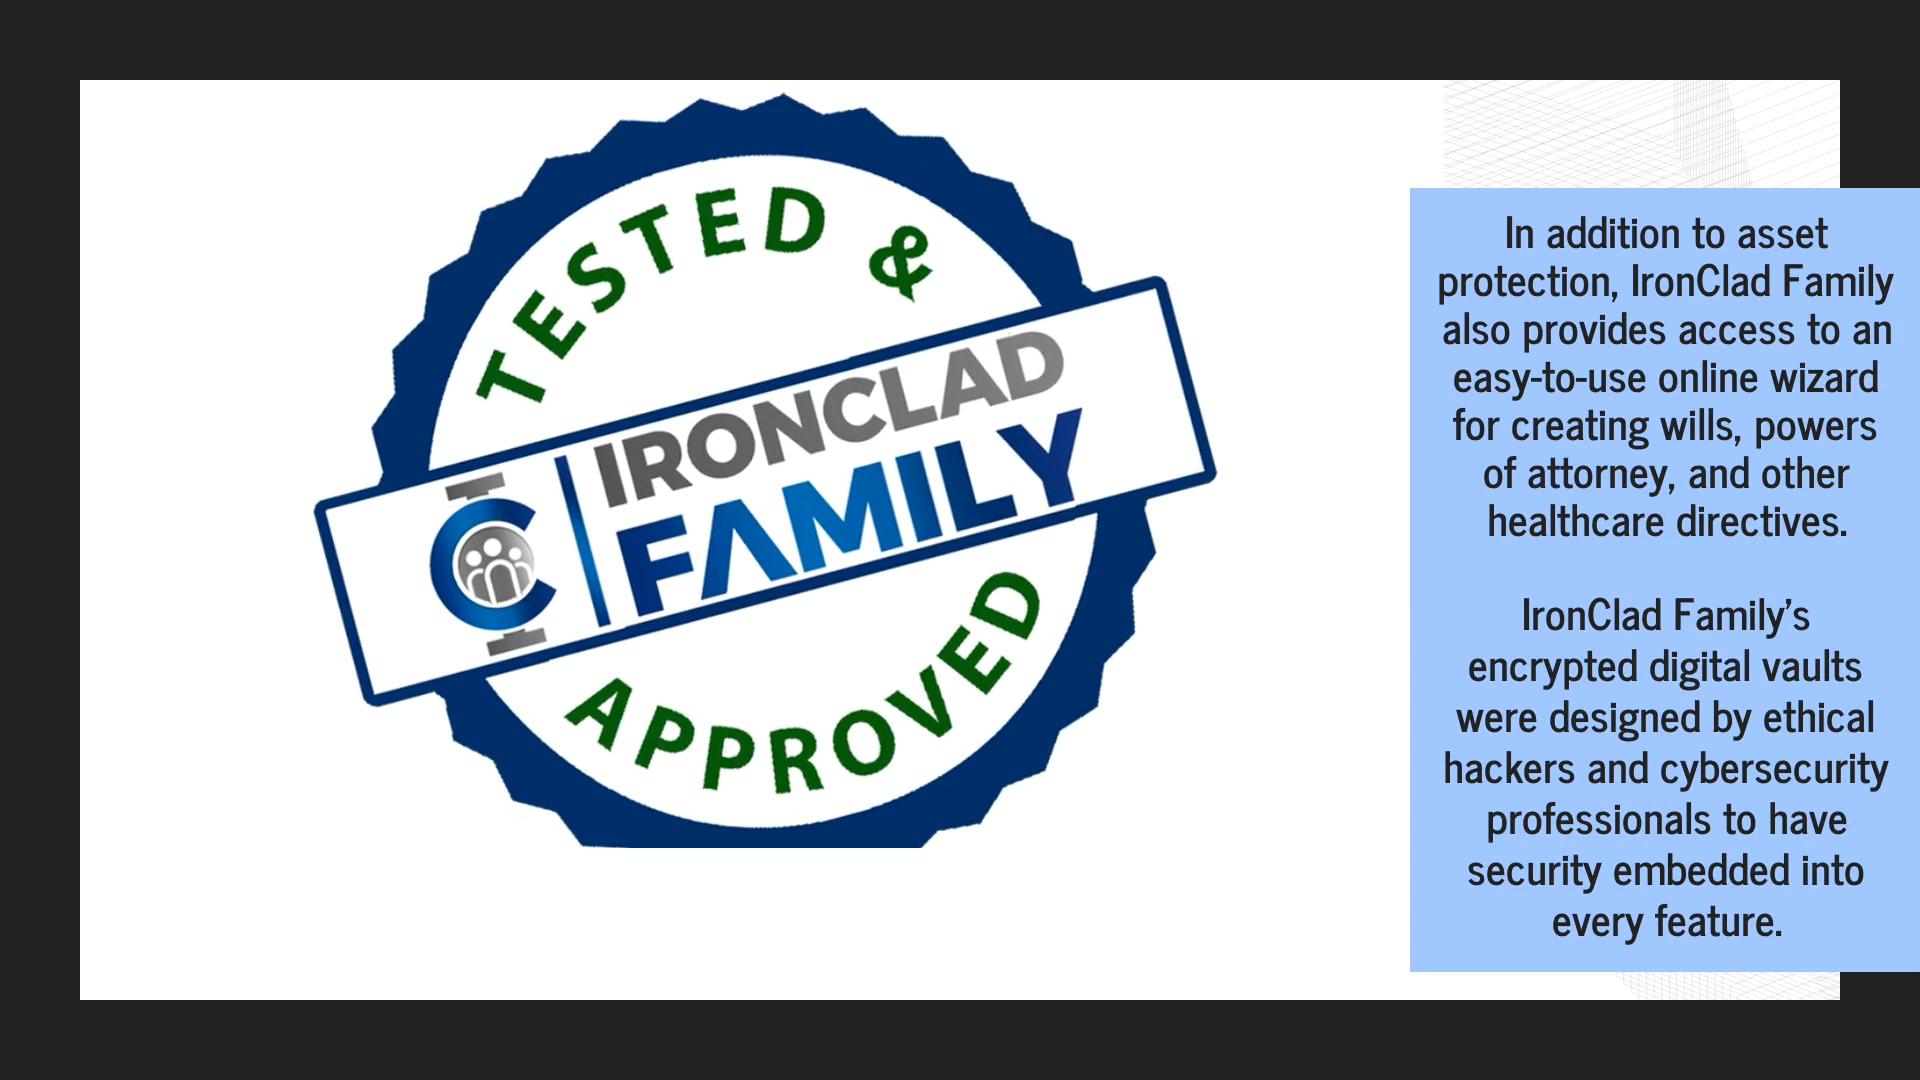 TESTED &
IRONCLAD
FAMILY
APPROVED
In addition to asset
protection, IronClad Family
also provides access to an
easy-to-use online wizard
for creating wills, powers
of attorney, and other
healthcare directives.
IronClad Family’s
encrypted digital vaults
were designed by ethical
hackers and cybersecurity
professionals to have
security embedded into
every feature.